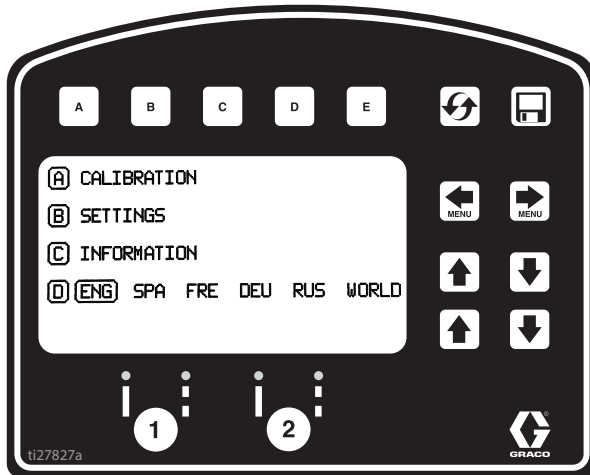 A B C D E
A CALIBRATION
MENU MENU
B SETTINGS
C INFORMATION
D ENG SPA FRE DEU RUS WORLD
1 2
ti27827a
G ®
GRACO